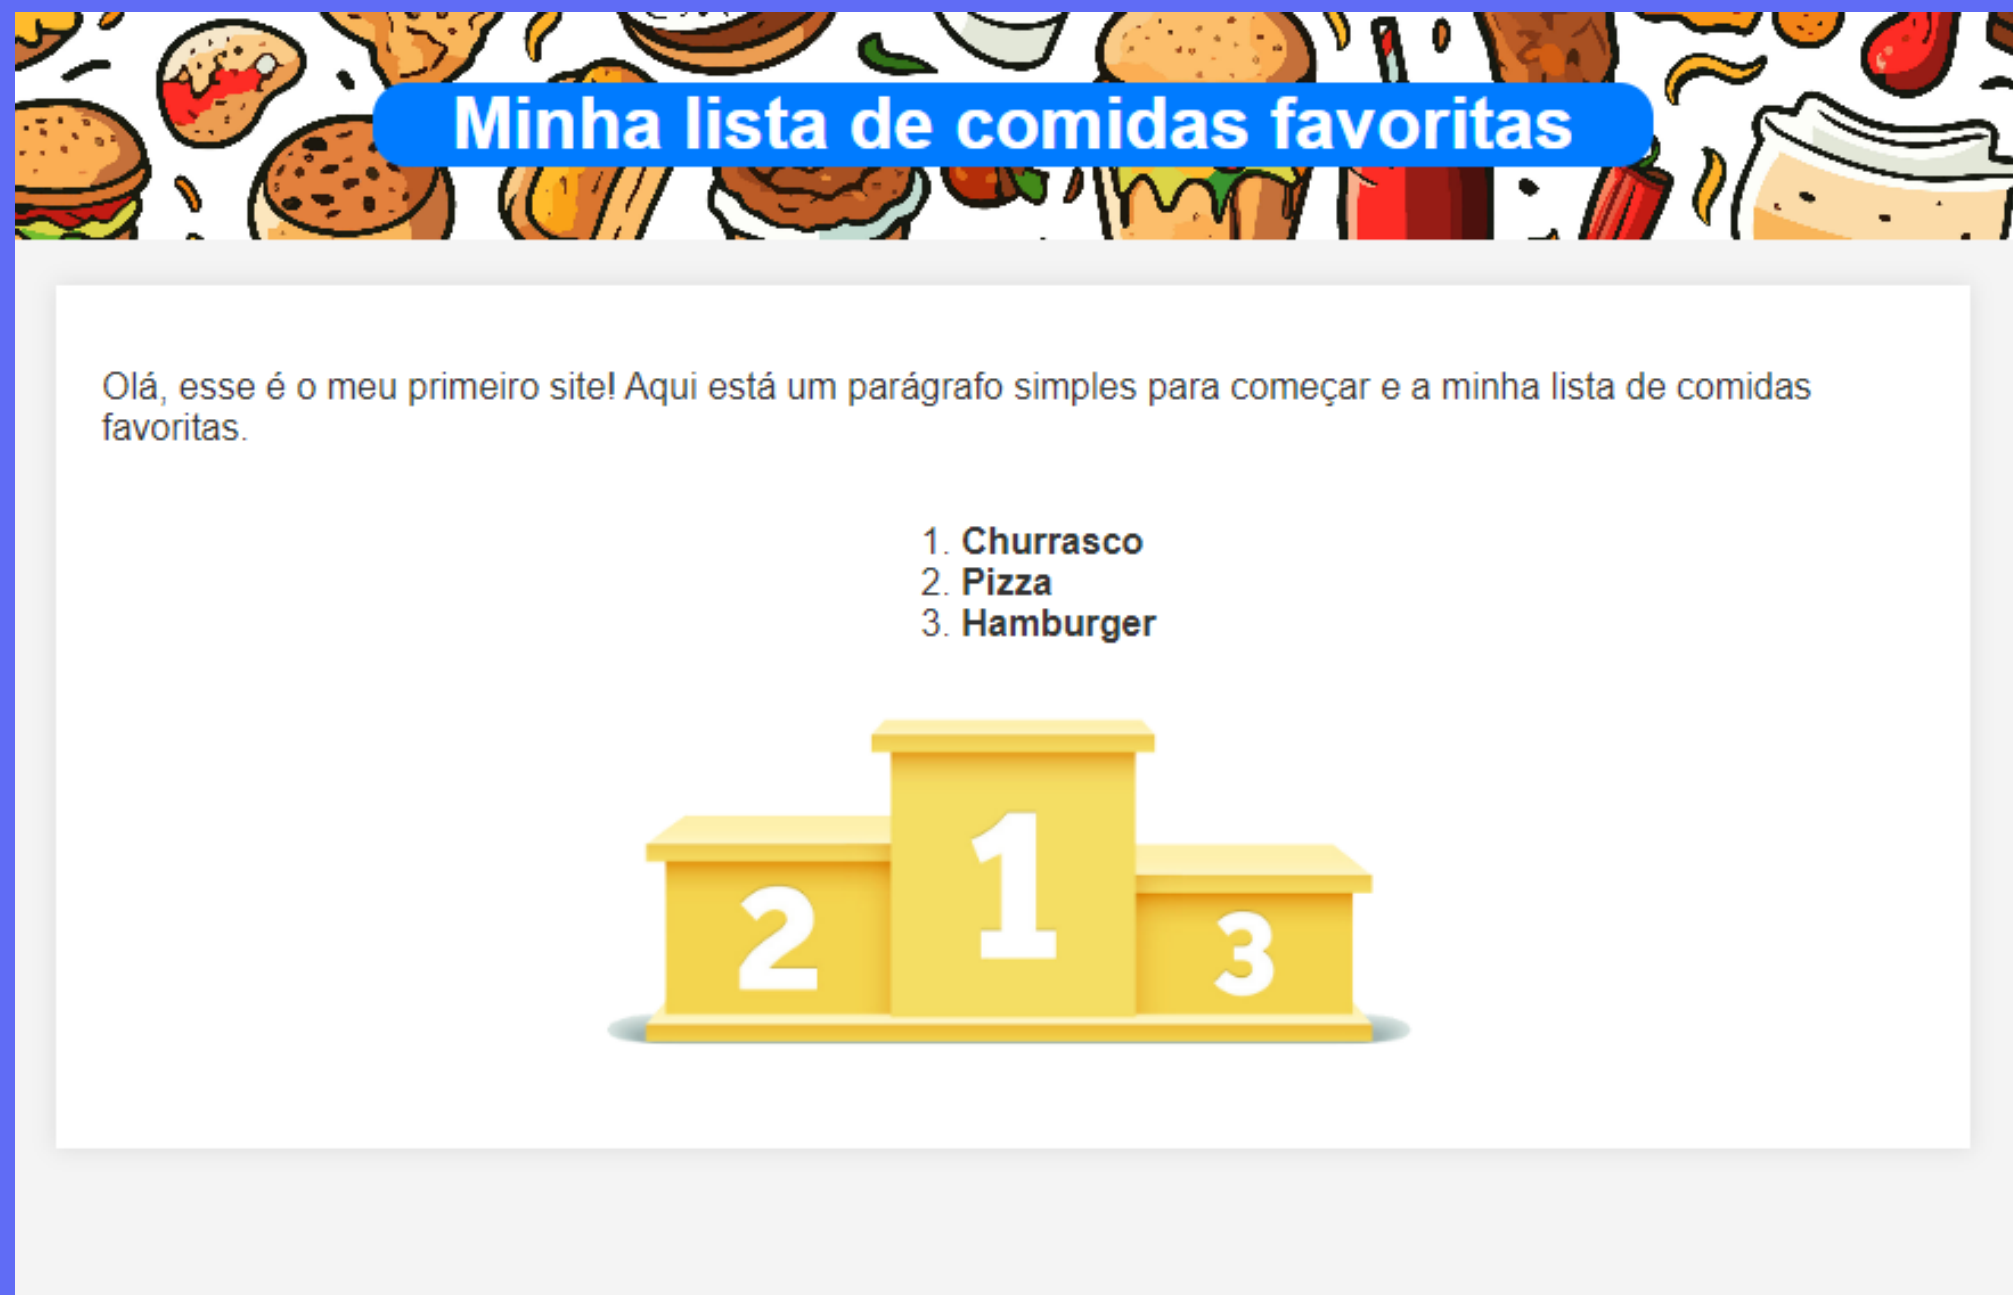 Minha lista de comidas favoritas
Olá, esse é o meu primeiro site! Aqui está um parágrafo simples para começar e a minha lista de comidas
favoritas.
1. Churrasco
2. Pizza
3. Hamburger
1
2
3